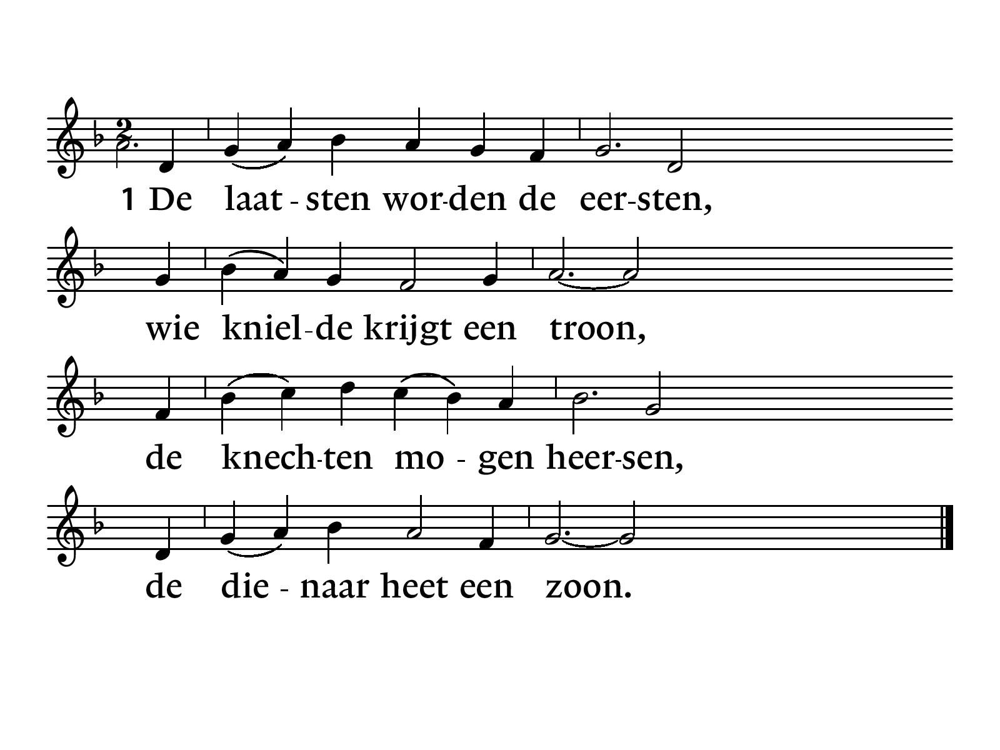 2
1 De laat - sten wor-den de eer-sten,
wie kniel-de krijgt een troon,
de knech-ten mo - gen heer-sen,
de die - naar heet een zoon.